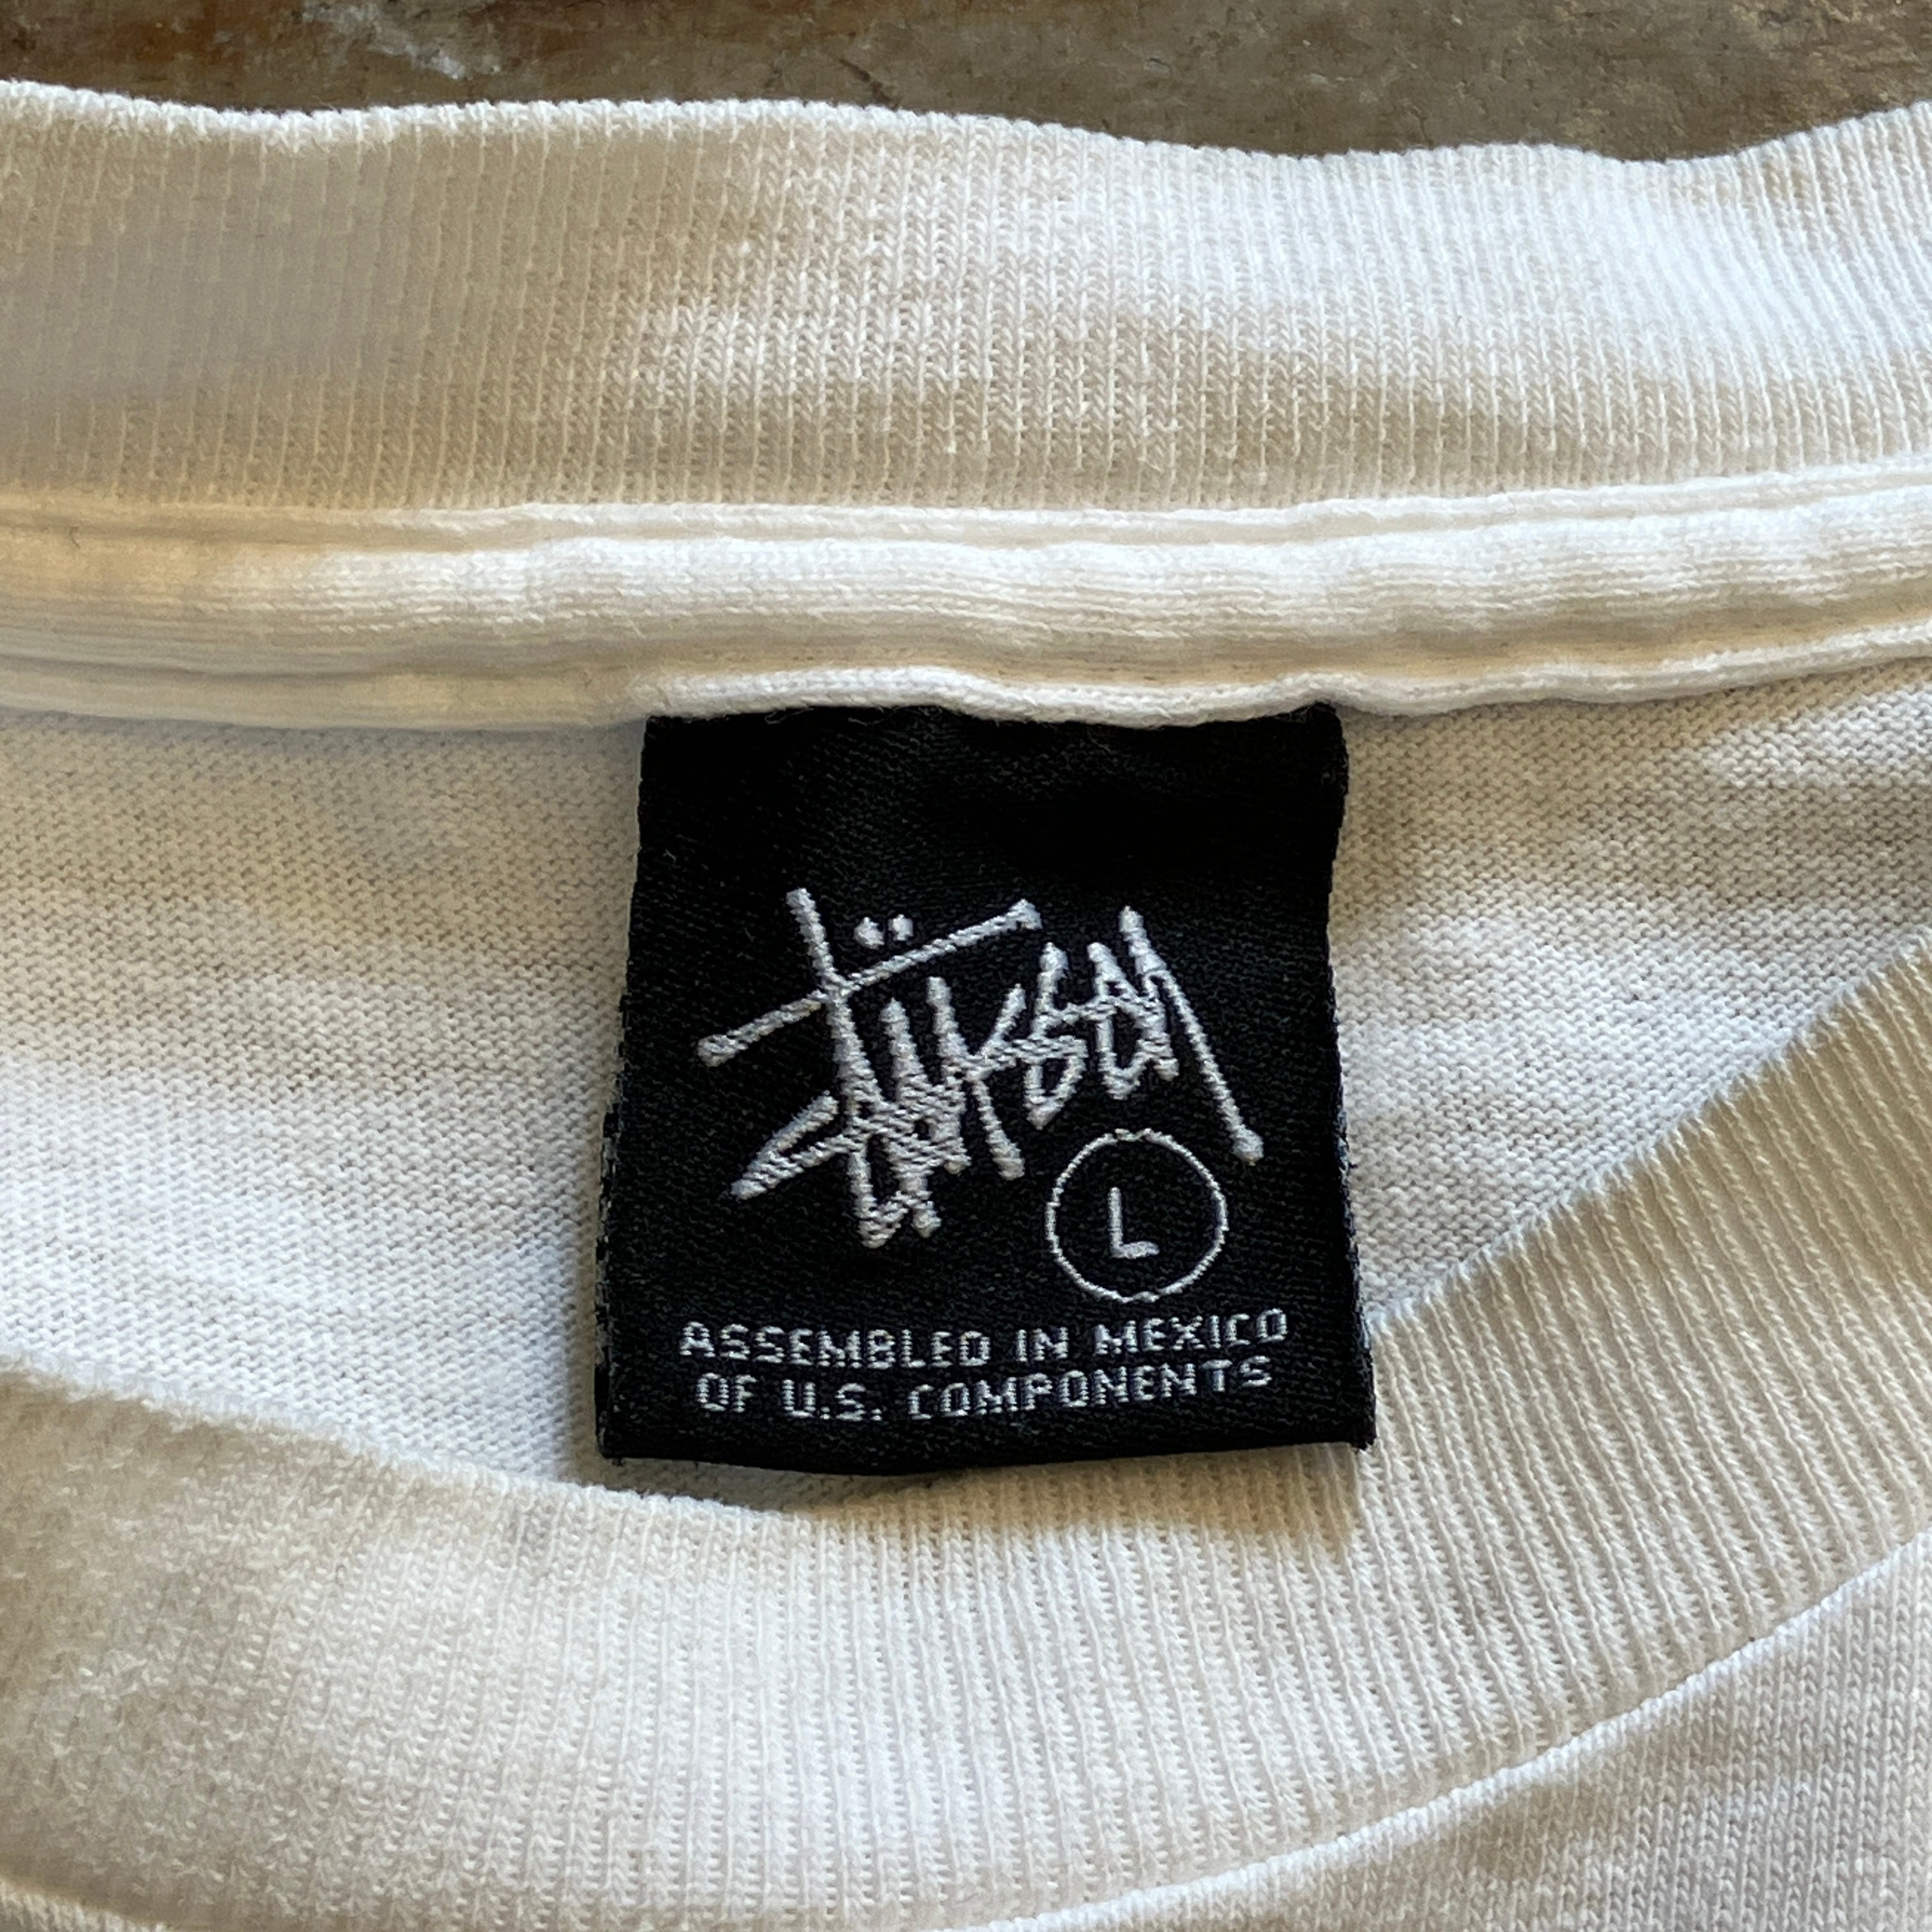 Stüssy
L
ASSEMBLED IN MEXICO
OF U.S. COMPONENTS